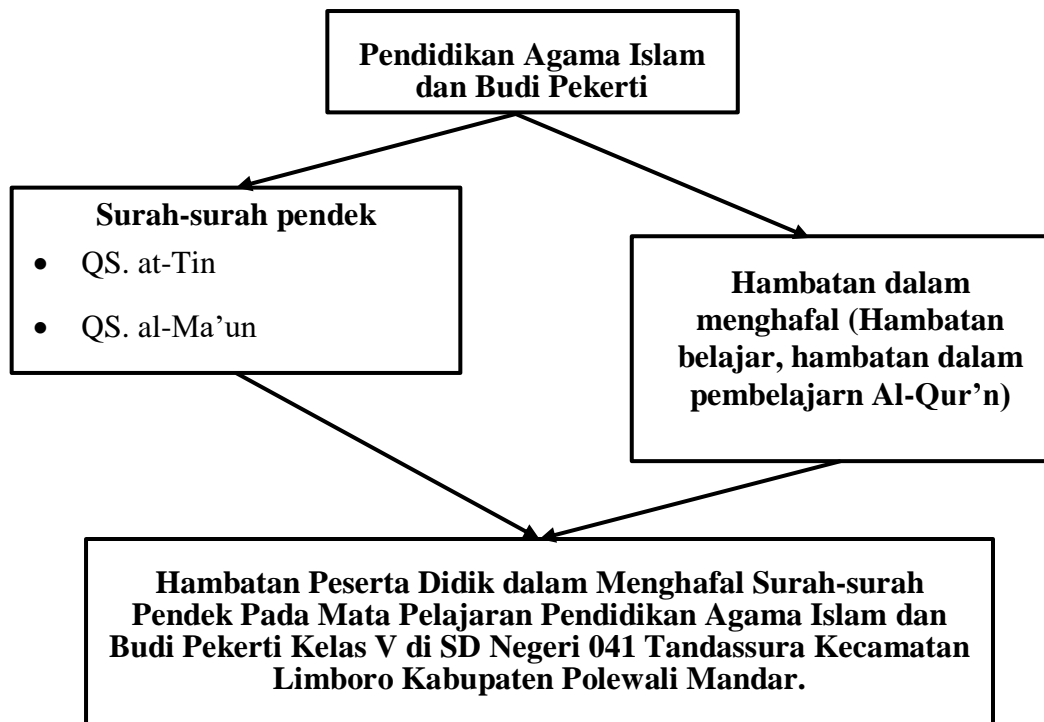 Pendidikan Agama Islam
dan Budi Pekerti
Surah-surah pendek
• QS. at-Tin
• QS. al-Ma’un
Hambatan dalam
menghafal (Hambatan
belajar, hambatan dalam
pembelajarn Al-Qur’n)
Hambatan Peserta Didik dalam Menghafal Surah-surah
Pendek Pada Mata Pelajaran Pendidikan Agama Islam dan
Budi Pekerti Kelas V di SD Negeri 041 Tandassura Kecamatan
Limboro Kabupaten Polewali Mandar.